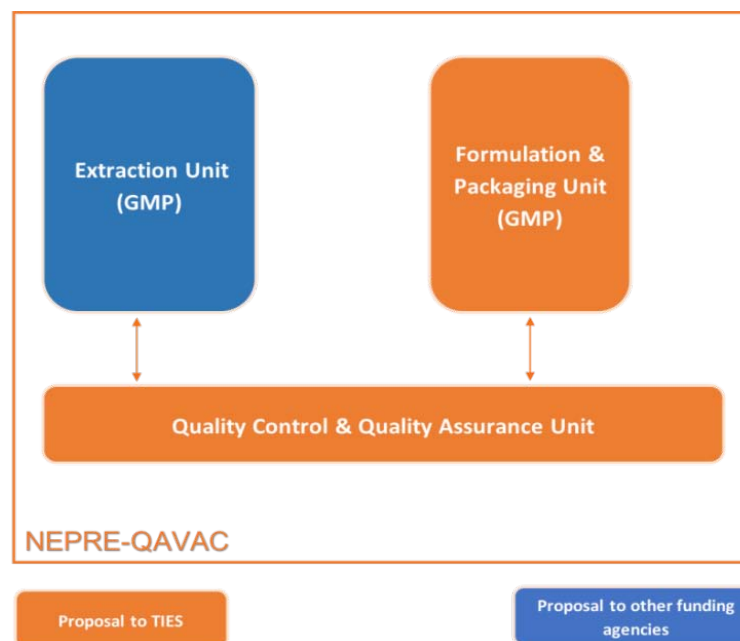 Extraction Unit
(GMP)
Formulation &
Packaging Unit
(GMP)
Quality Control & Quality Assurance Unit
NEPRE-QAVAC
Proposal to TIES
Proposal to other funding
agencies